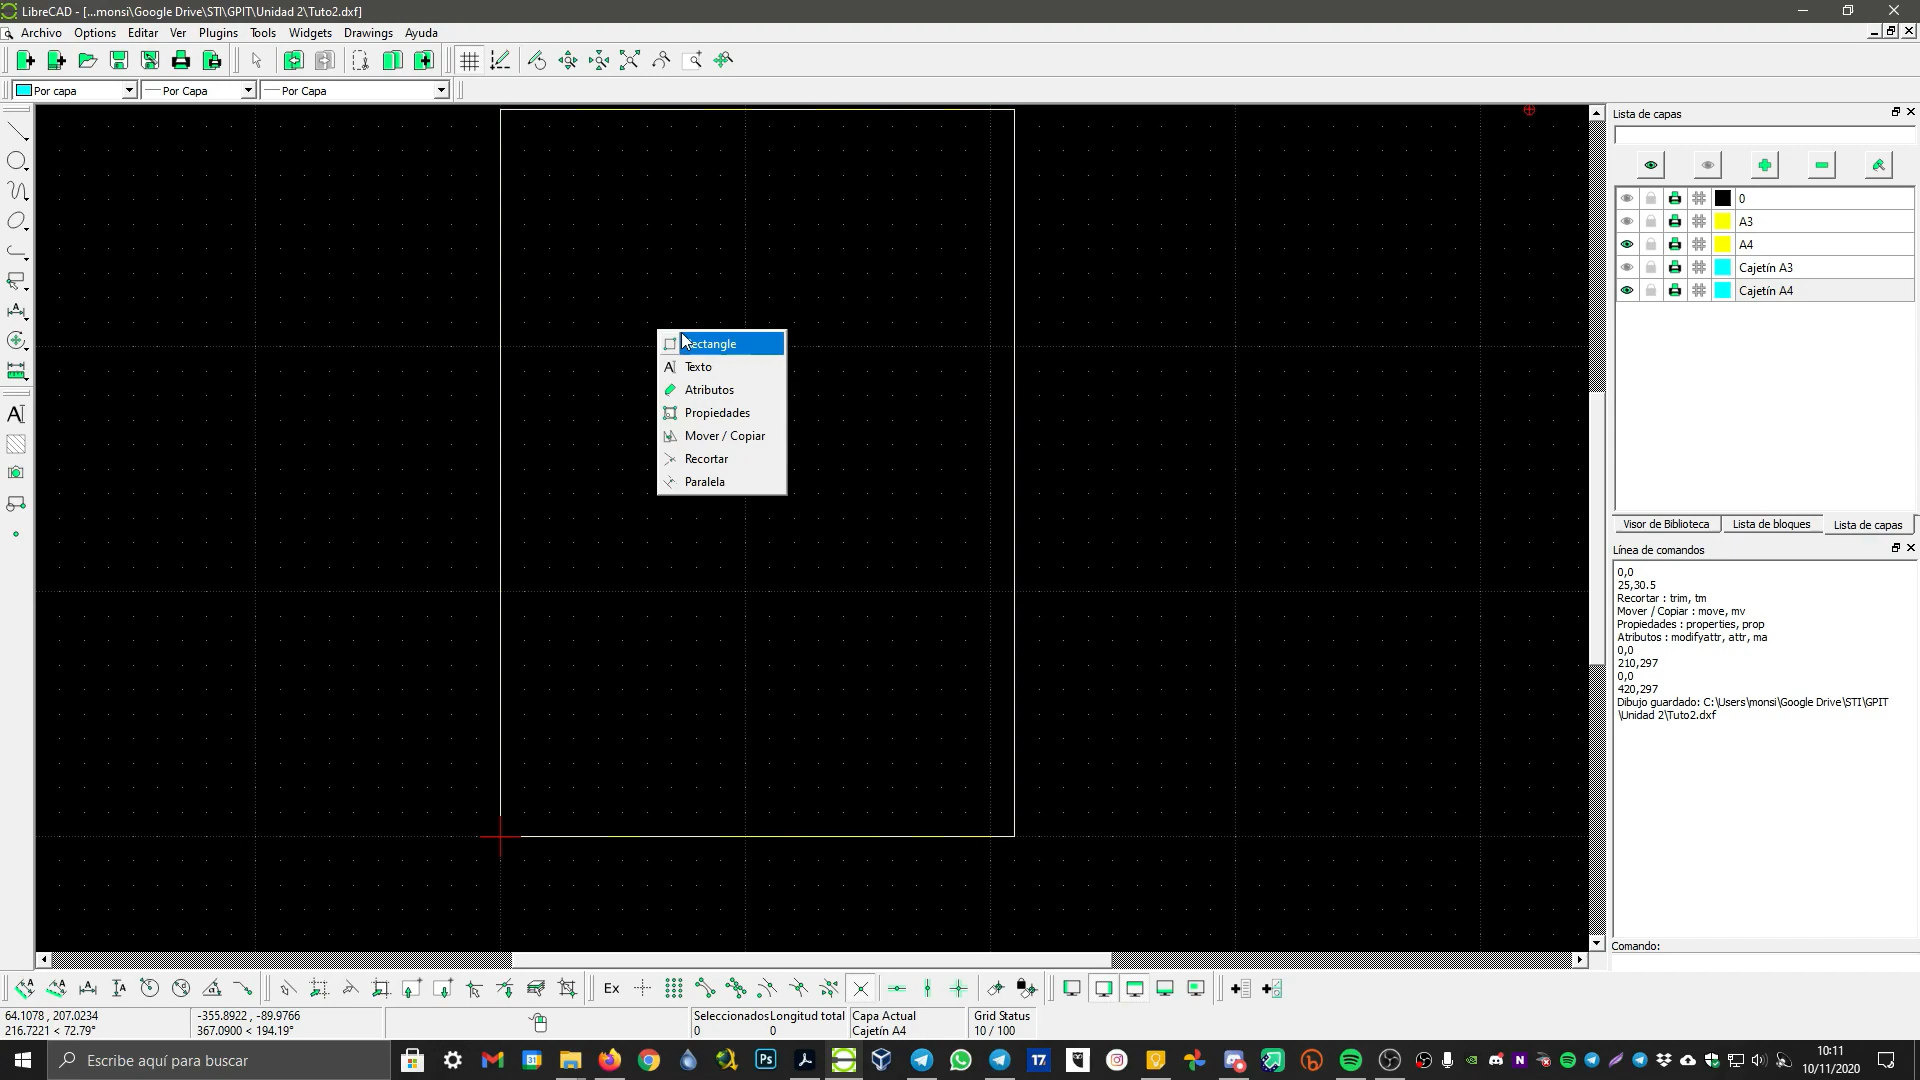 LibreCAD - [...monsi\Google Drive\STI\GPIT\Unidad 2\Tuto2.dxf]
Archivo Options Editar Ver Plugins Tools Widgets Drawings Ayuda
Por capa Por Capa Por Capa
Lista de capas
0
A3
A4
Cajetín A3
Cajetín A4
ectangle
Texto
Atributos
Propiedades
Mover / Copiar
Recortar
Paralela
Visor de Biblioteca Lista de bloques Lista de capas
Línea de comandos
0,0
25,30.5
Recortar : trim, tm
Mover / Copiar : move, mv
Propiedades : properties, prop
Atributos : modifyattr, attr, ma
0,0
210,297
0,0
420,297
Dibujo guardado: C:\Users\monsi\Google Drive\STI\GPIT
\Unidad 2\Tuto2.dxf
Comando:
Ex
64.1078 , 207.0234 -355.8922 , -89.9766 Seleccionados Longitud total Capa Actual Grid Status
216.7221 < 72.79° 367.0900 < 194.19° 0 0 Cajetín A4 10 / 100
Escribe aquí para buscar
10:11
10/11/2020